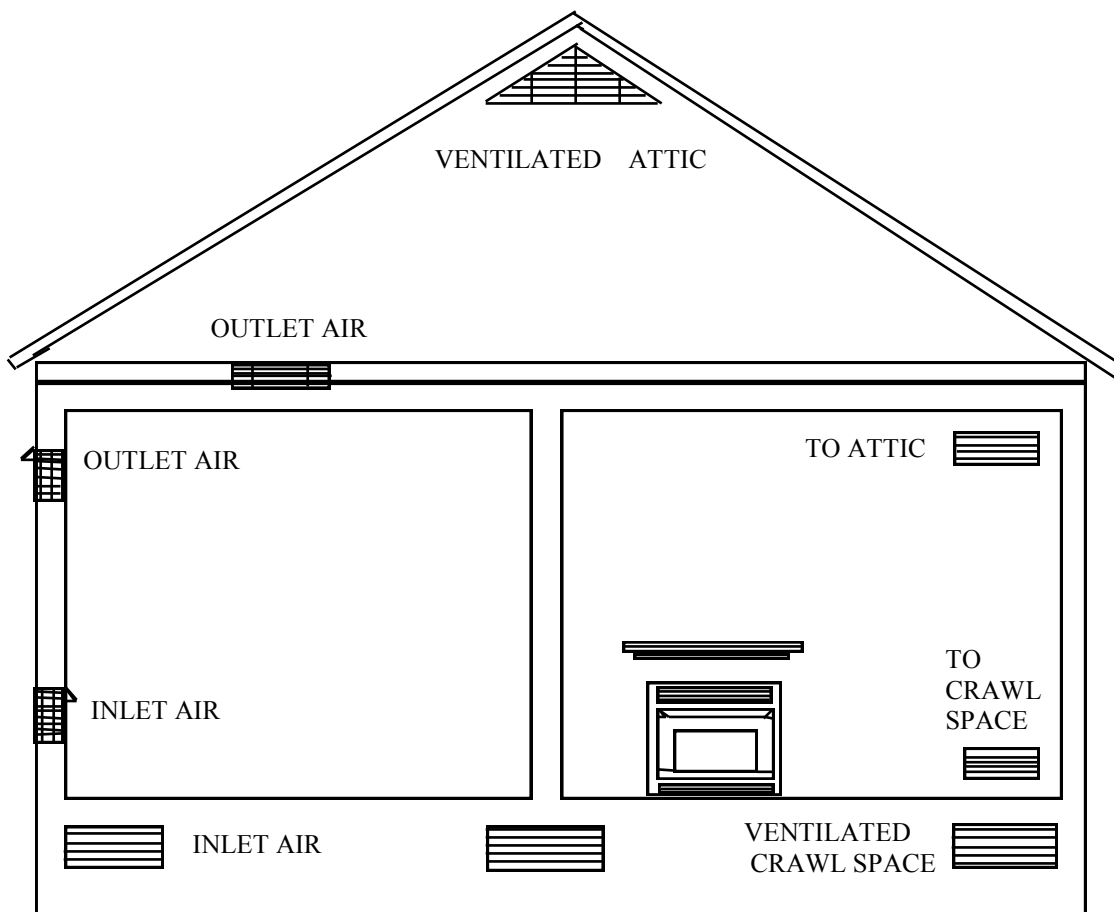 VENTILATED ATTIC
OUTLET AIR
OUTLET AIR
TO ATTIC
INLET AIR
TO
CRAWL
SPACE
INLET AIR
VENTILATED
CRAWL SPACE